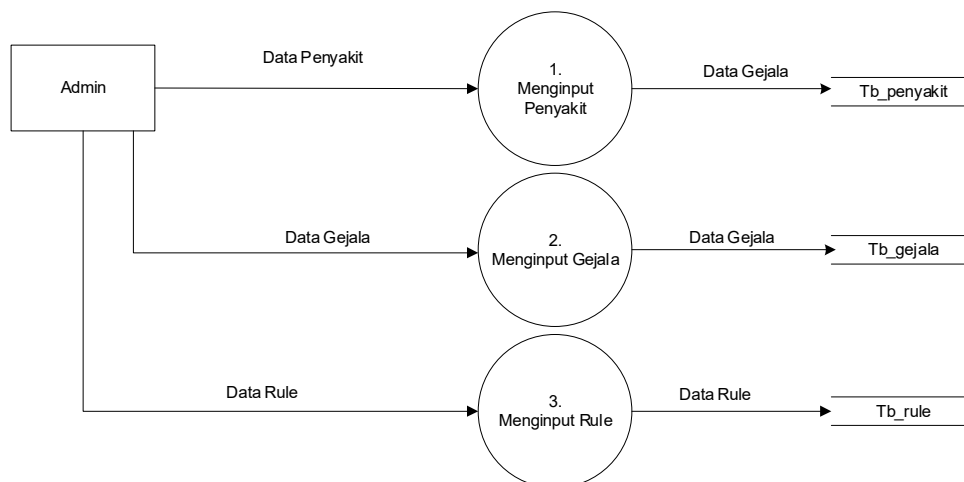 Admin
Data Penyakit
1.
Menginput
Penyakit
Data Gejala
Tb_penyakit
Data Gejala
2.
Menginput Gejala
Data Gejala
Tb_gejala
Data Rule
3.
Menginput Rule
Data Rule
Tb_rule